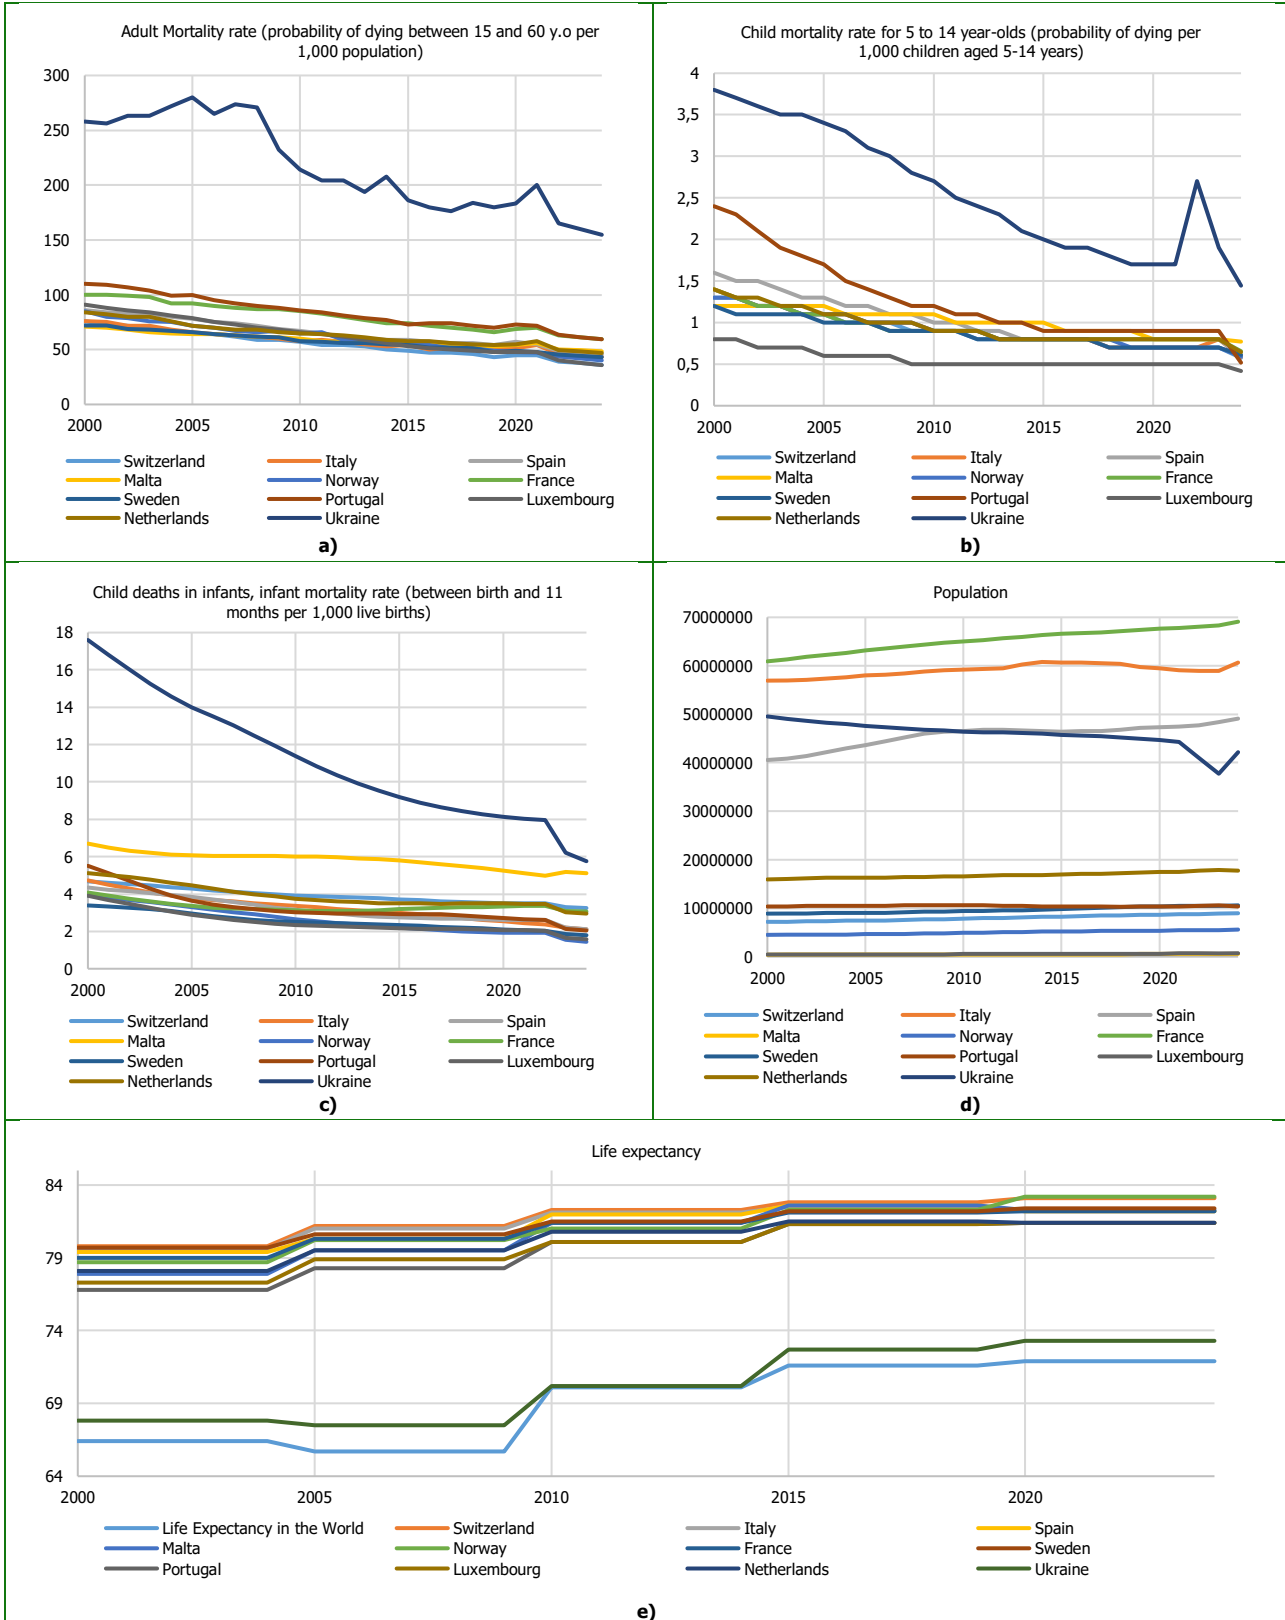 Adult Mortality rate (probability of dying between 15 and 60 y.o per
1,000 population)
300
250
200
150
100
50
0
2000 2005 2010 2015 2020
Switzerland Italy Spain
Malta Norway France
Sweden Portugal Luxembourg
Netherlands Ukraine
a)
Child mortality rate for 5 to 14 year-olds (probability of dying per
1,000 children aged 5-14 years)
4
3,5
3
2,5
2
1,5
1
0,5
0
2000 2005 2010 2015 2020
Switzerland Italy Spain
Malta Norway France
Sweden Portugal Luxembourg
Netherlands Ukraine
b)
Child deaths in infants, infant mortality rate (between birth and 11
months per 1,000 live births)
18
16
14
12
10
8
6
4
2
0
2000 2005 2010 2015 2020
Switzerland Italy Spain
Malta Norway France
Sweden Portugal Luxembourg
Netherlands Ukraine
c)
Population
70000000
60000000
50000000
40000000
30000000
20000000
10000000
0
2000 2005 2010 2015 2020
Switzerland Italy Spain
Malta Norway France
Sweden Portugal Luxembourg
Netherlands Ukraine
d)
Life expectancy
84
79
74
69
64
2000 2005 2010 2015 2020
Life Expectancy in the World Switzerland Italy Spain
Malta Norway France Sweden
Portugal Luxembourg Netherlands Ukraine
e)